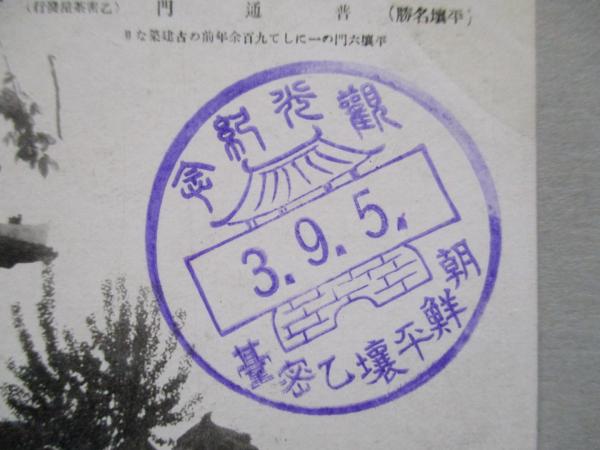 (平壤名勝) 普通門 (乙密茶屋發行)
平壤六門の一にして九百余年前の古建築なり
觀光紀念
3.9.5.
朝鮮平壤乙密臺